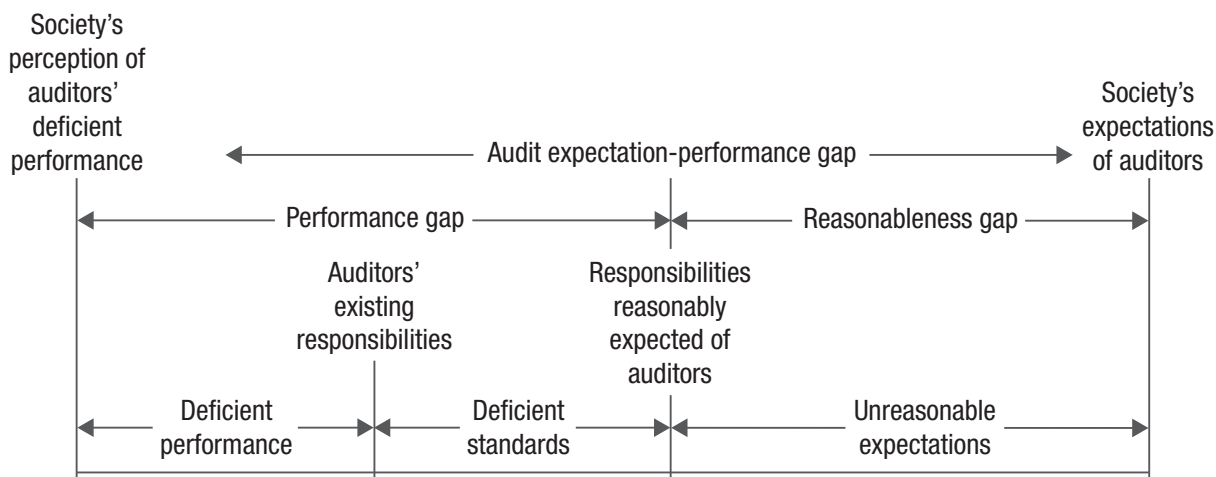 Society’s
perception of
auditors’
deficient
performance
Society’s
expectations
of auditors
Audit expectation-performance gap
Performance gap
Reasonableness gap
Auditors’
existing
responsibilities
Responsibilities
reasonably
expected of
auditors
Deficient
performance
Deficient
standards
Unreasonable
expectations